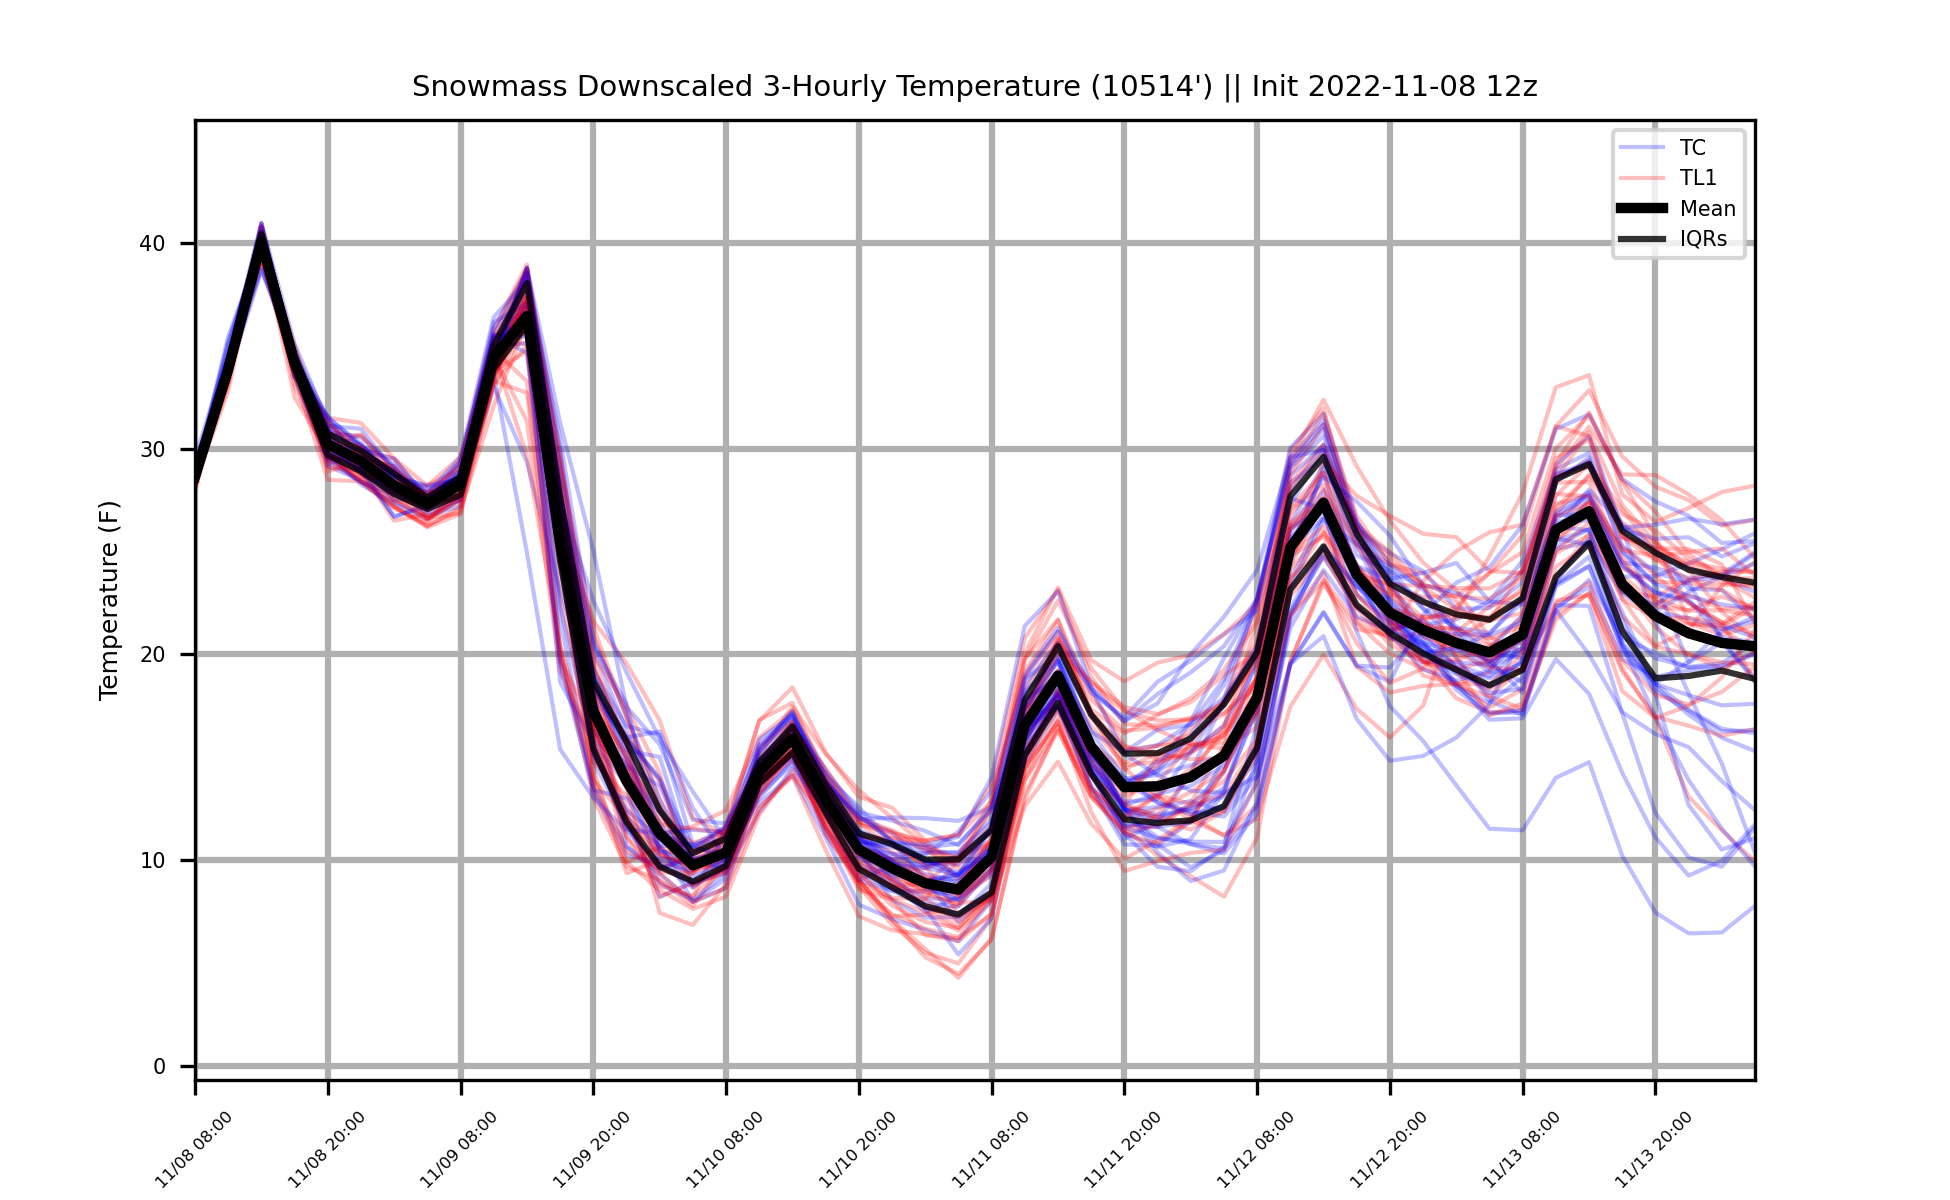 Snowmass Downscaled 3-Hourly Temperature (10514') || Init 2022-11-08 12z
TC
TL1
Mean
IQRs
Temperature (F)
40
30
20
10
0
11/08 08:00
11/08 20:00
11/09 08:00
11/09 20:00
11/10 08:00
11/10 20:00
11/11 08:00
11/11 20:00
11/12 08:00
11/12 20:00
11/13 08:00
11/13 20:00